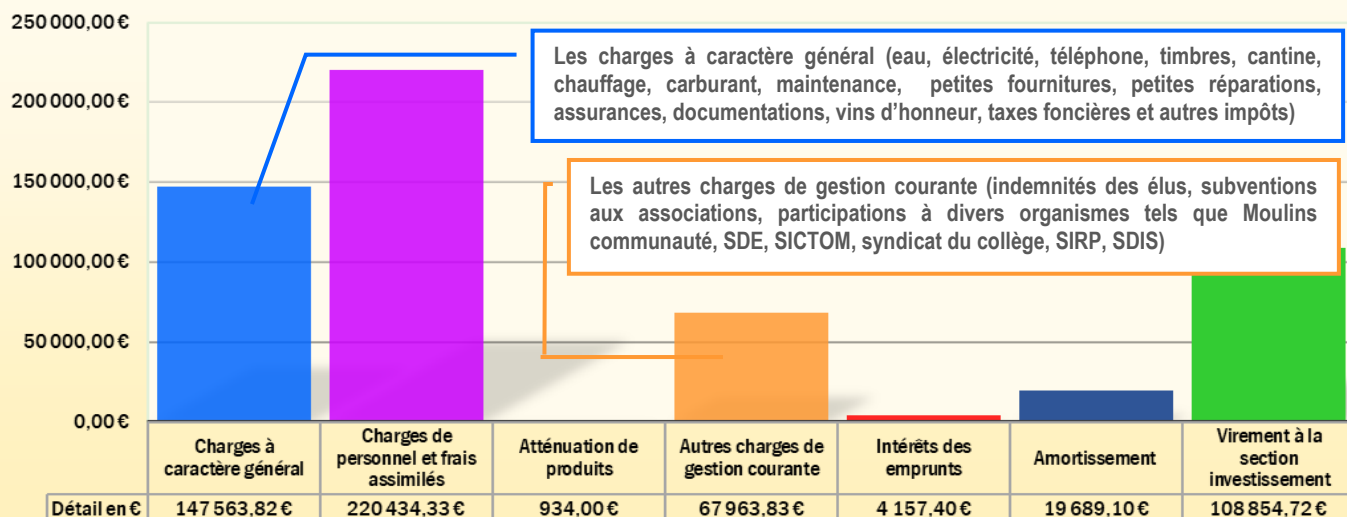 250 000,00 €
200 000,00 €
150 000,00 €
100 000,00 €
50 000,00 €
0,00 €
Les charges à caractère général (eau, électricité, téléphone, timbres, cantine,
chauffage, carburant, maintenance, petites fournitures, petites réparations,
assurances, documentations, vins d’honneur, taxes foncières et autres impôts)
Les autres charges de gestion courante (indemnités des élus, subventions
aux associations, participations à divers organismes tels que Moulins
communauté, SDE, SICTOM, syndicat du collège, SIRP, SDIS)
Charges à
caractère général
Charges de
personnel et frais
assimilés
Atténuation de
produits
Autres charges de
gestion courante
Intérêts des
emprunts
Amortissement
Virement à la
section
investissement
Détail en € 147 563,82 € 220 434,33 € 934,00 € 67 963,83 € 4 157,40 € 19 689,10 € 108 854,72 €